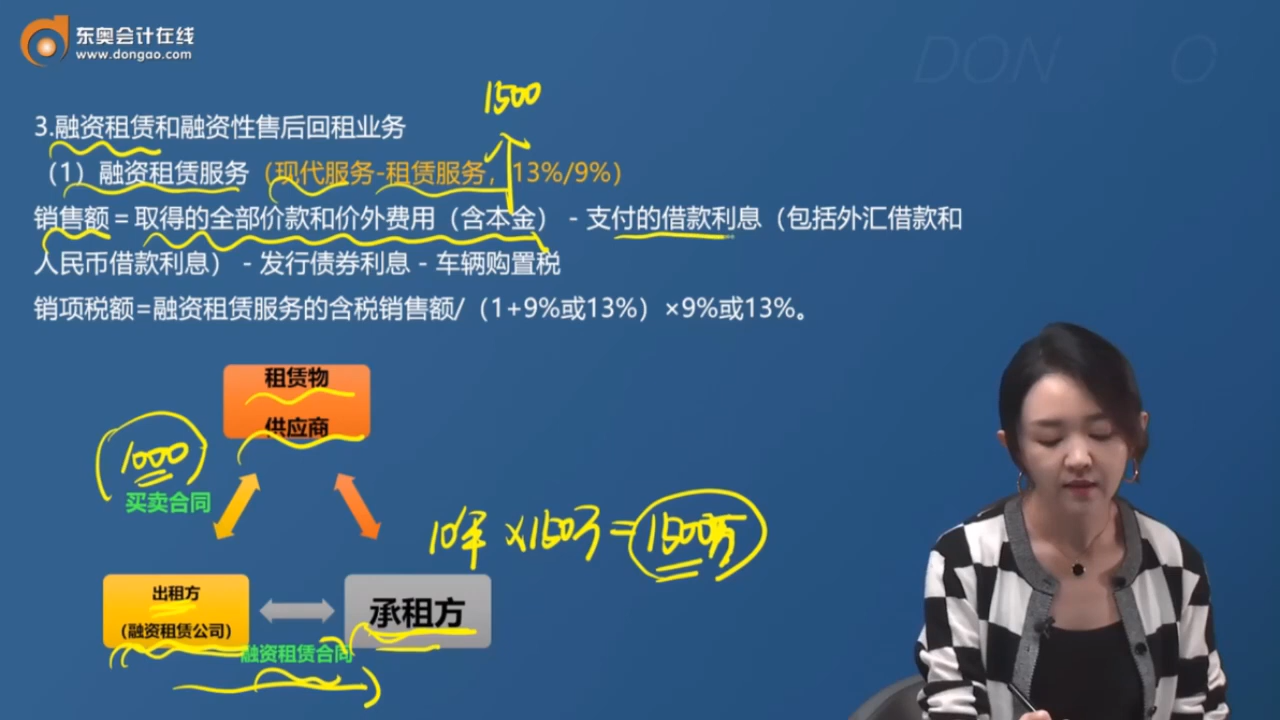 东奥会计在线
www.dongao.com
DON O
1500
3.融资租赁和融资性售后回租业务
（1）融资租赁服务（现代服务-租赁服务，13%/9%）
销售额＝取得的全部价款和价外费用（含本金）－支付的借款利息（包括外汇借款和
人民币借款利息）－发行债券利息－车辆购置税
销项税额=融资租赁服务的含税销售额/（1+9%或13%）×9%或13%。
租赁物
供应商
1000
买卖合同
10年×150万=1500万
出租方
（融资租赁公司）
承租方
融资租赁合同